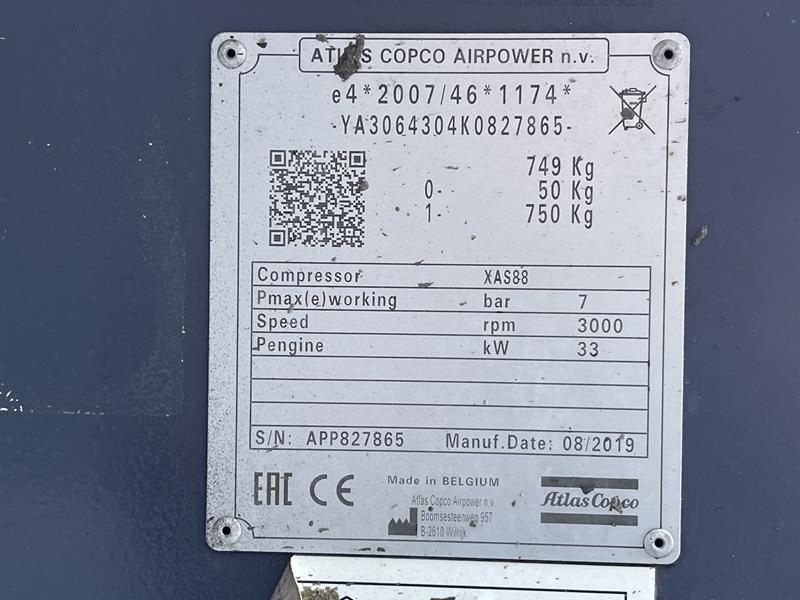 ATLAS COPCO AIRPOWER n.v.
e4*2007/46*1174*
-YA3064304K0827865-
749 Kg
0- 50 Kg
1- 750 Kg
Compressor XAS88
Pmax(e)working bar 7
Speed rpm 3000
Pengine kW 33
S/N: APP827865 Manuf.Date: 08/2019
EAC CE
Made in BELGIUM
Atlas Copco Airpower n.v.
Boomsesteenweg 957
B-2610 Wilrijk
Atlas Copco